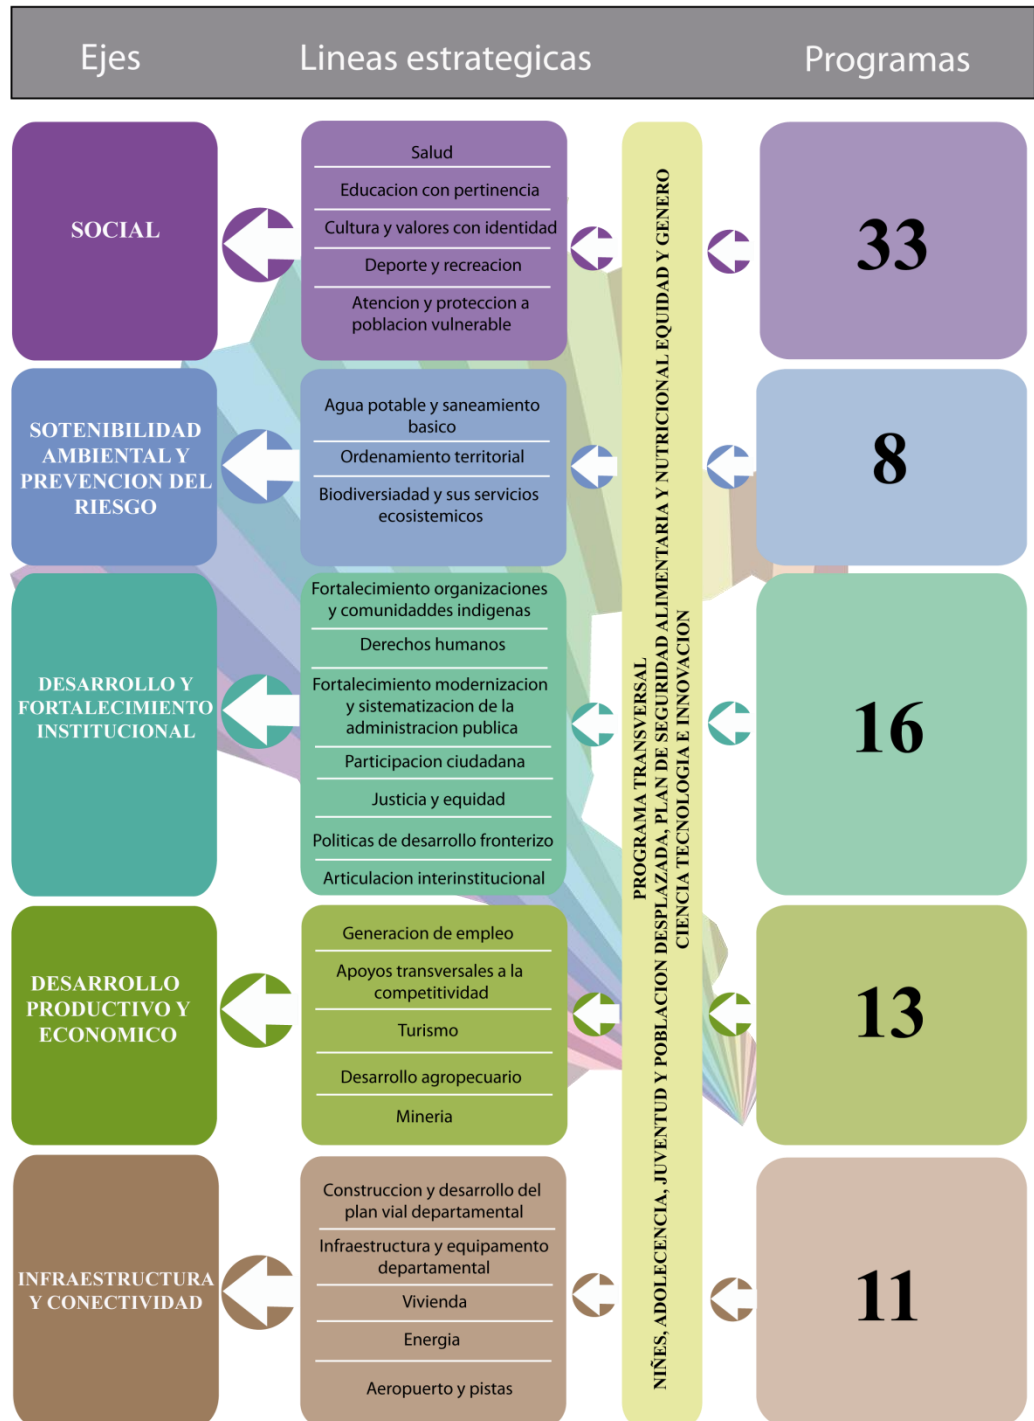 Ejes
Lineas estrategicas
Programas
SOCIAL
Salud
Educacion con pertinencia
Cultura y valores con identidad
Deporte y recreacion
Atencion y proteccion a
poblacion vulnerable
33
SOTENIBILIDAD
AMBIENTAL Y
PREVENCION DEL
RIESGO
Agua potable y saneamiento
basico
Ordenamiento territorial
Biodiversiadad y sus servicios
ecosistemicos
8
DESARROLLO Y
FORTALECIMIENTO
INSTITUCIONAL
Fortalecimiento organizaciones
y comunidaddes indigenas
Derechos humanos
Fortalecimiento modernizacion
y sistematizacion de la
administracion publica
Participacion ciudadana
Justicia y equidad
Politicas de desarrollo fronterizo
Articulacion interinstitucional
16
DESARROLLO
PRODUCTIVO Y
ECONOMICO
Generacion de empleo
Apoyos transversales a la
competitividad
Turismo
Desarrollo agropecuario
Mineria
13
INFRAESTRUCTURA
Y CONECTIVIDAD
Construccion y desarrollo del
plan vial departamental
Infraestructura y equipamento
departamental
Vivienda
Energia
Aeropuerto y pistas
11
PROGRAMA TRANSVERSAL
NIÑES, ADOLECENCIA, JUVENTUD Y POBLACION DESPLAZADA, PLAN DE SEGURIDAD ALIMENTARIA Y NUTRICIONAL EQUIDAD Y GENERO
CIENCIA TECNOLOGIA E INNOVACION